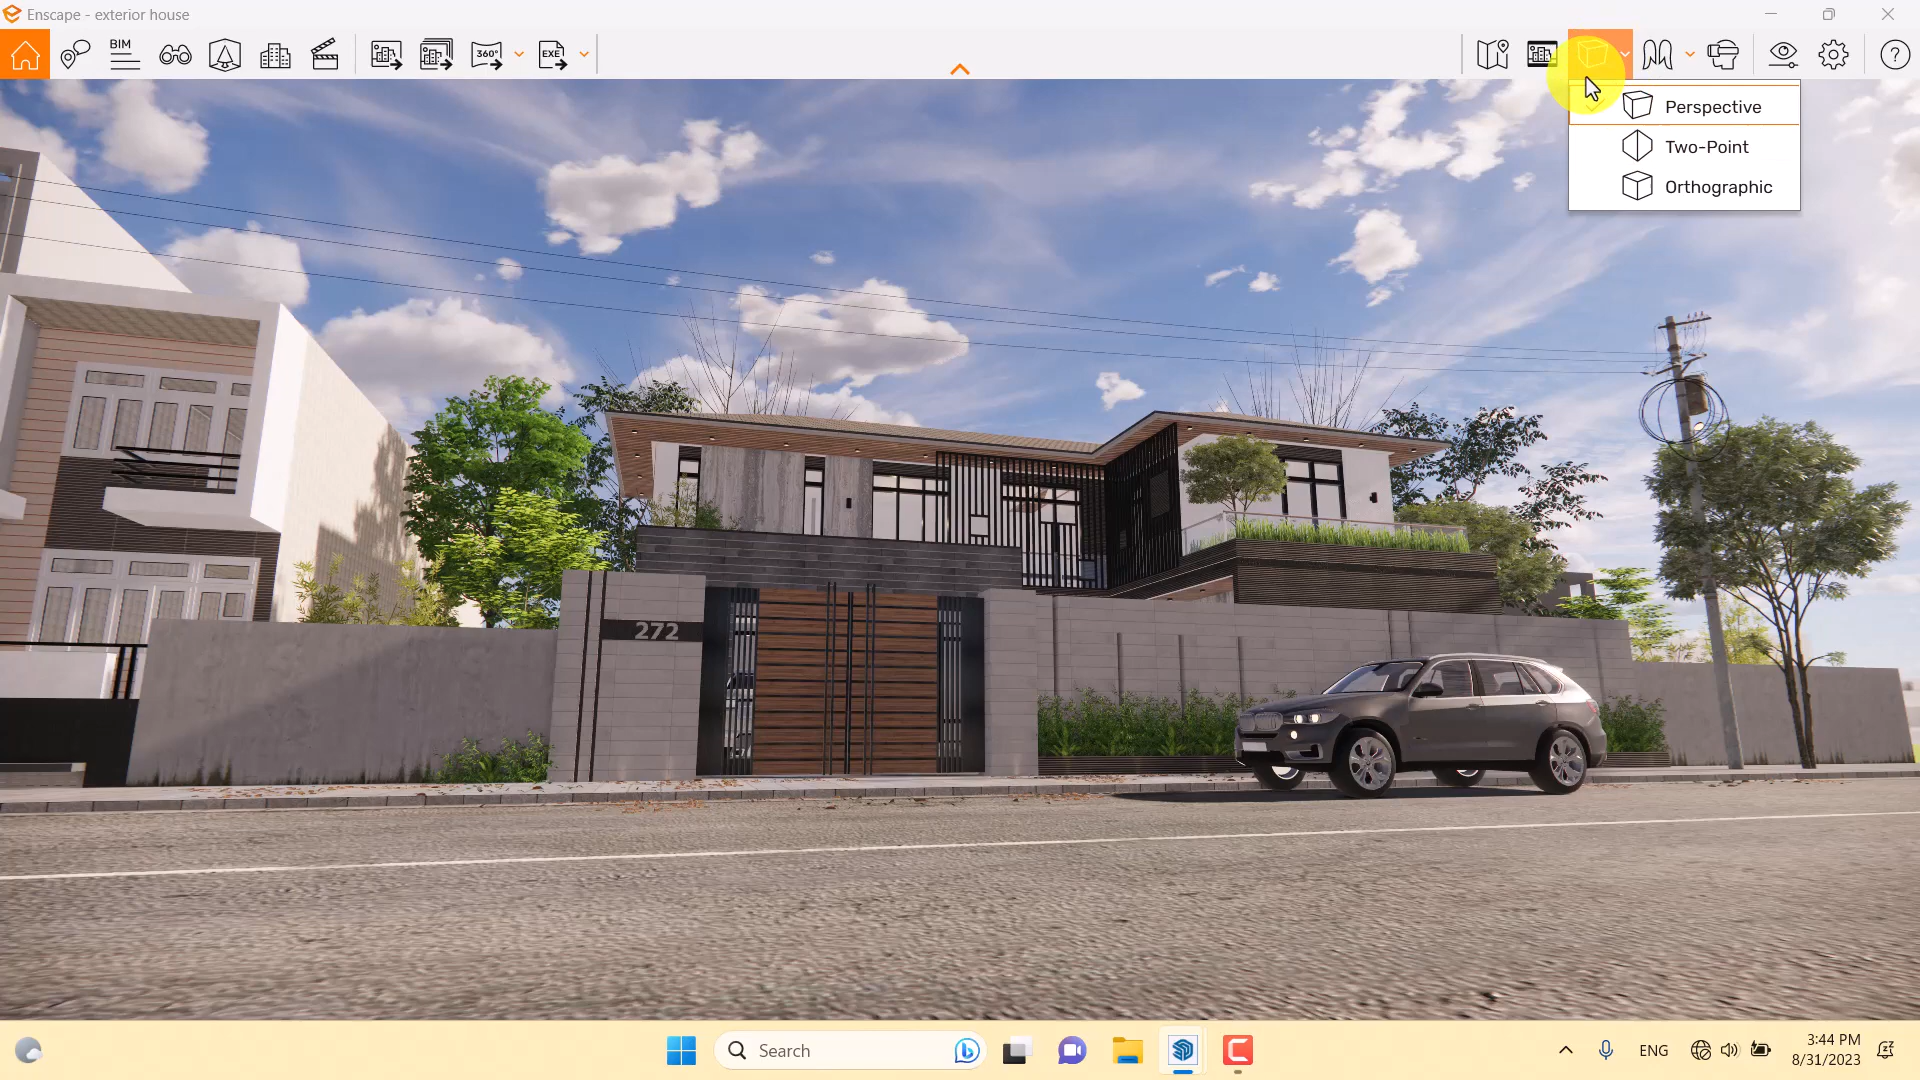 Enscape - exterior house
BIM
360°
EXE
?
Perspective
Two-Point
Orthographic
272
Search
ENG
3:44 PM
8/31/2023